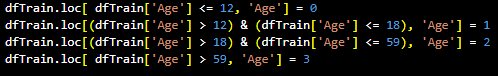 dfTrain.loc[ dfTrain['Age'] <= 12, 'Age'] = 0
dfTrain.loc[(dfTrain['Age'] > 12) & (dfTrain['Age'] <= 18), 'Age'] = 1
dfTrain.loc[(dfTrain['Age'] > 18) & (dfTrain['Age'] <= 59), 'Age'] = 2
dfTrain.loc[ dfTrain['Age'] > 59, 'Age'] = 3